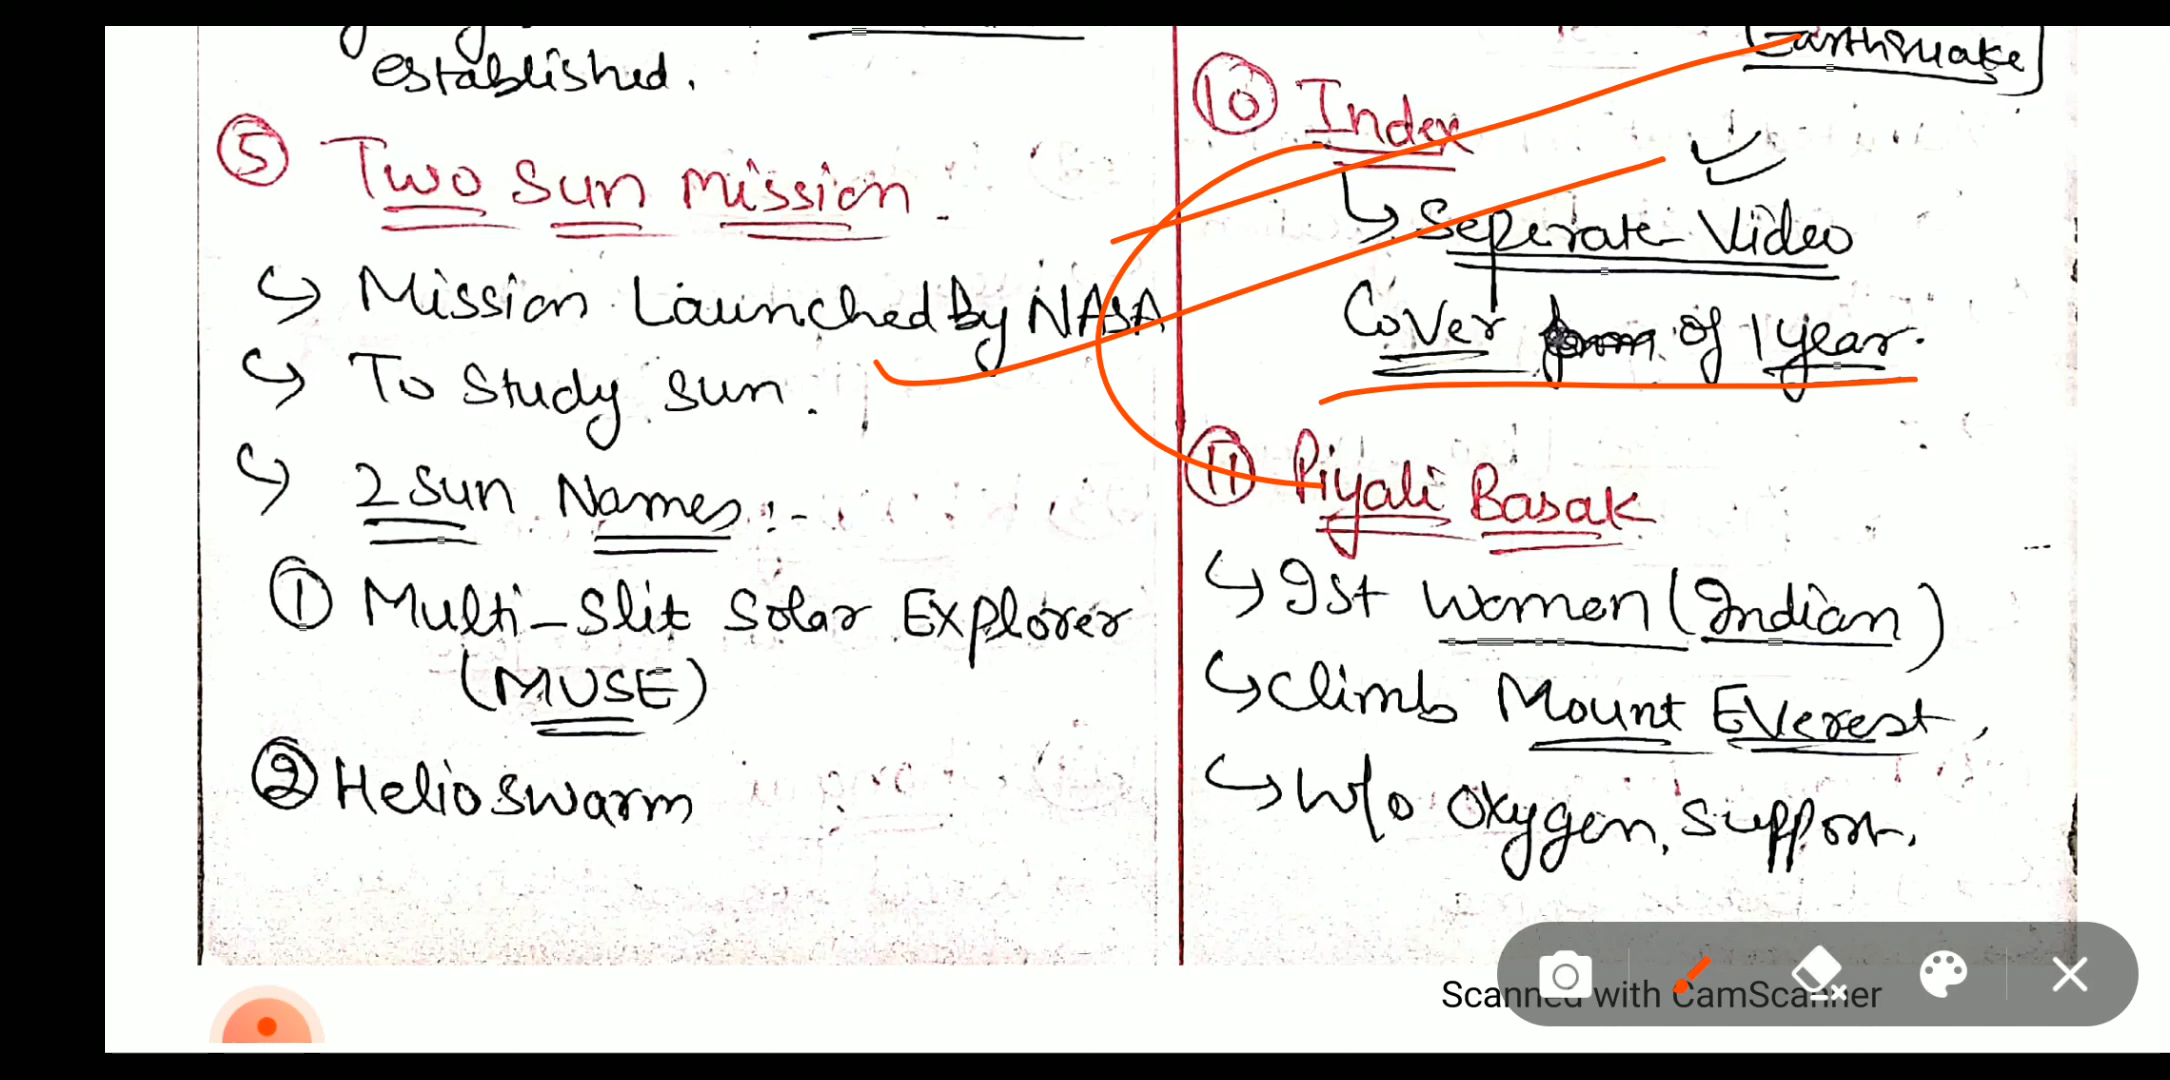 established.
⑤ Two Sun Mission.
↳ Mission Launched by NASA
↳ To Study Sun.
↳ 2 Sun Names:-
① Multi-Slit Solar Explorer
(MUSE)
② Helioswarm
Earthquake
⑩ Index
↳ Seperate Video
Cover of 1 year.
⑪ Piyali Basak
↳ Ist Women (Indian)
↳ Climb Mount Everest,
↳ W/o Oxygen, Support.
Scanned with CamScanner